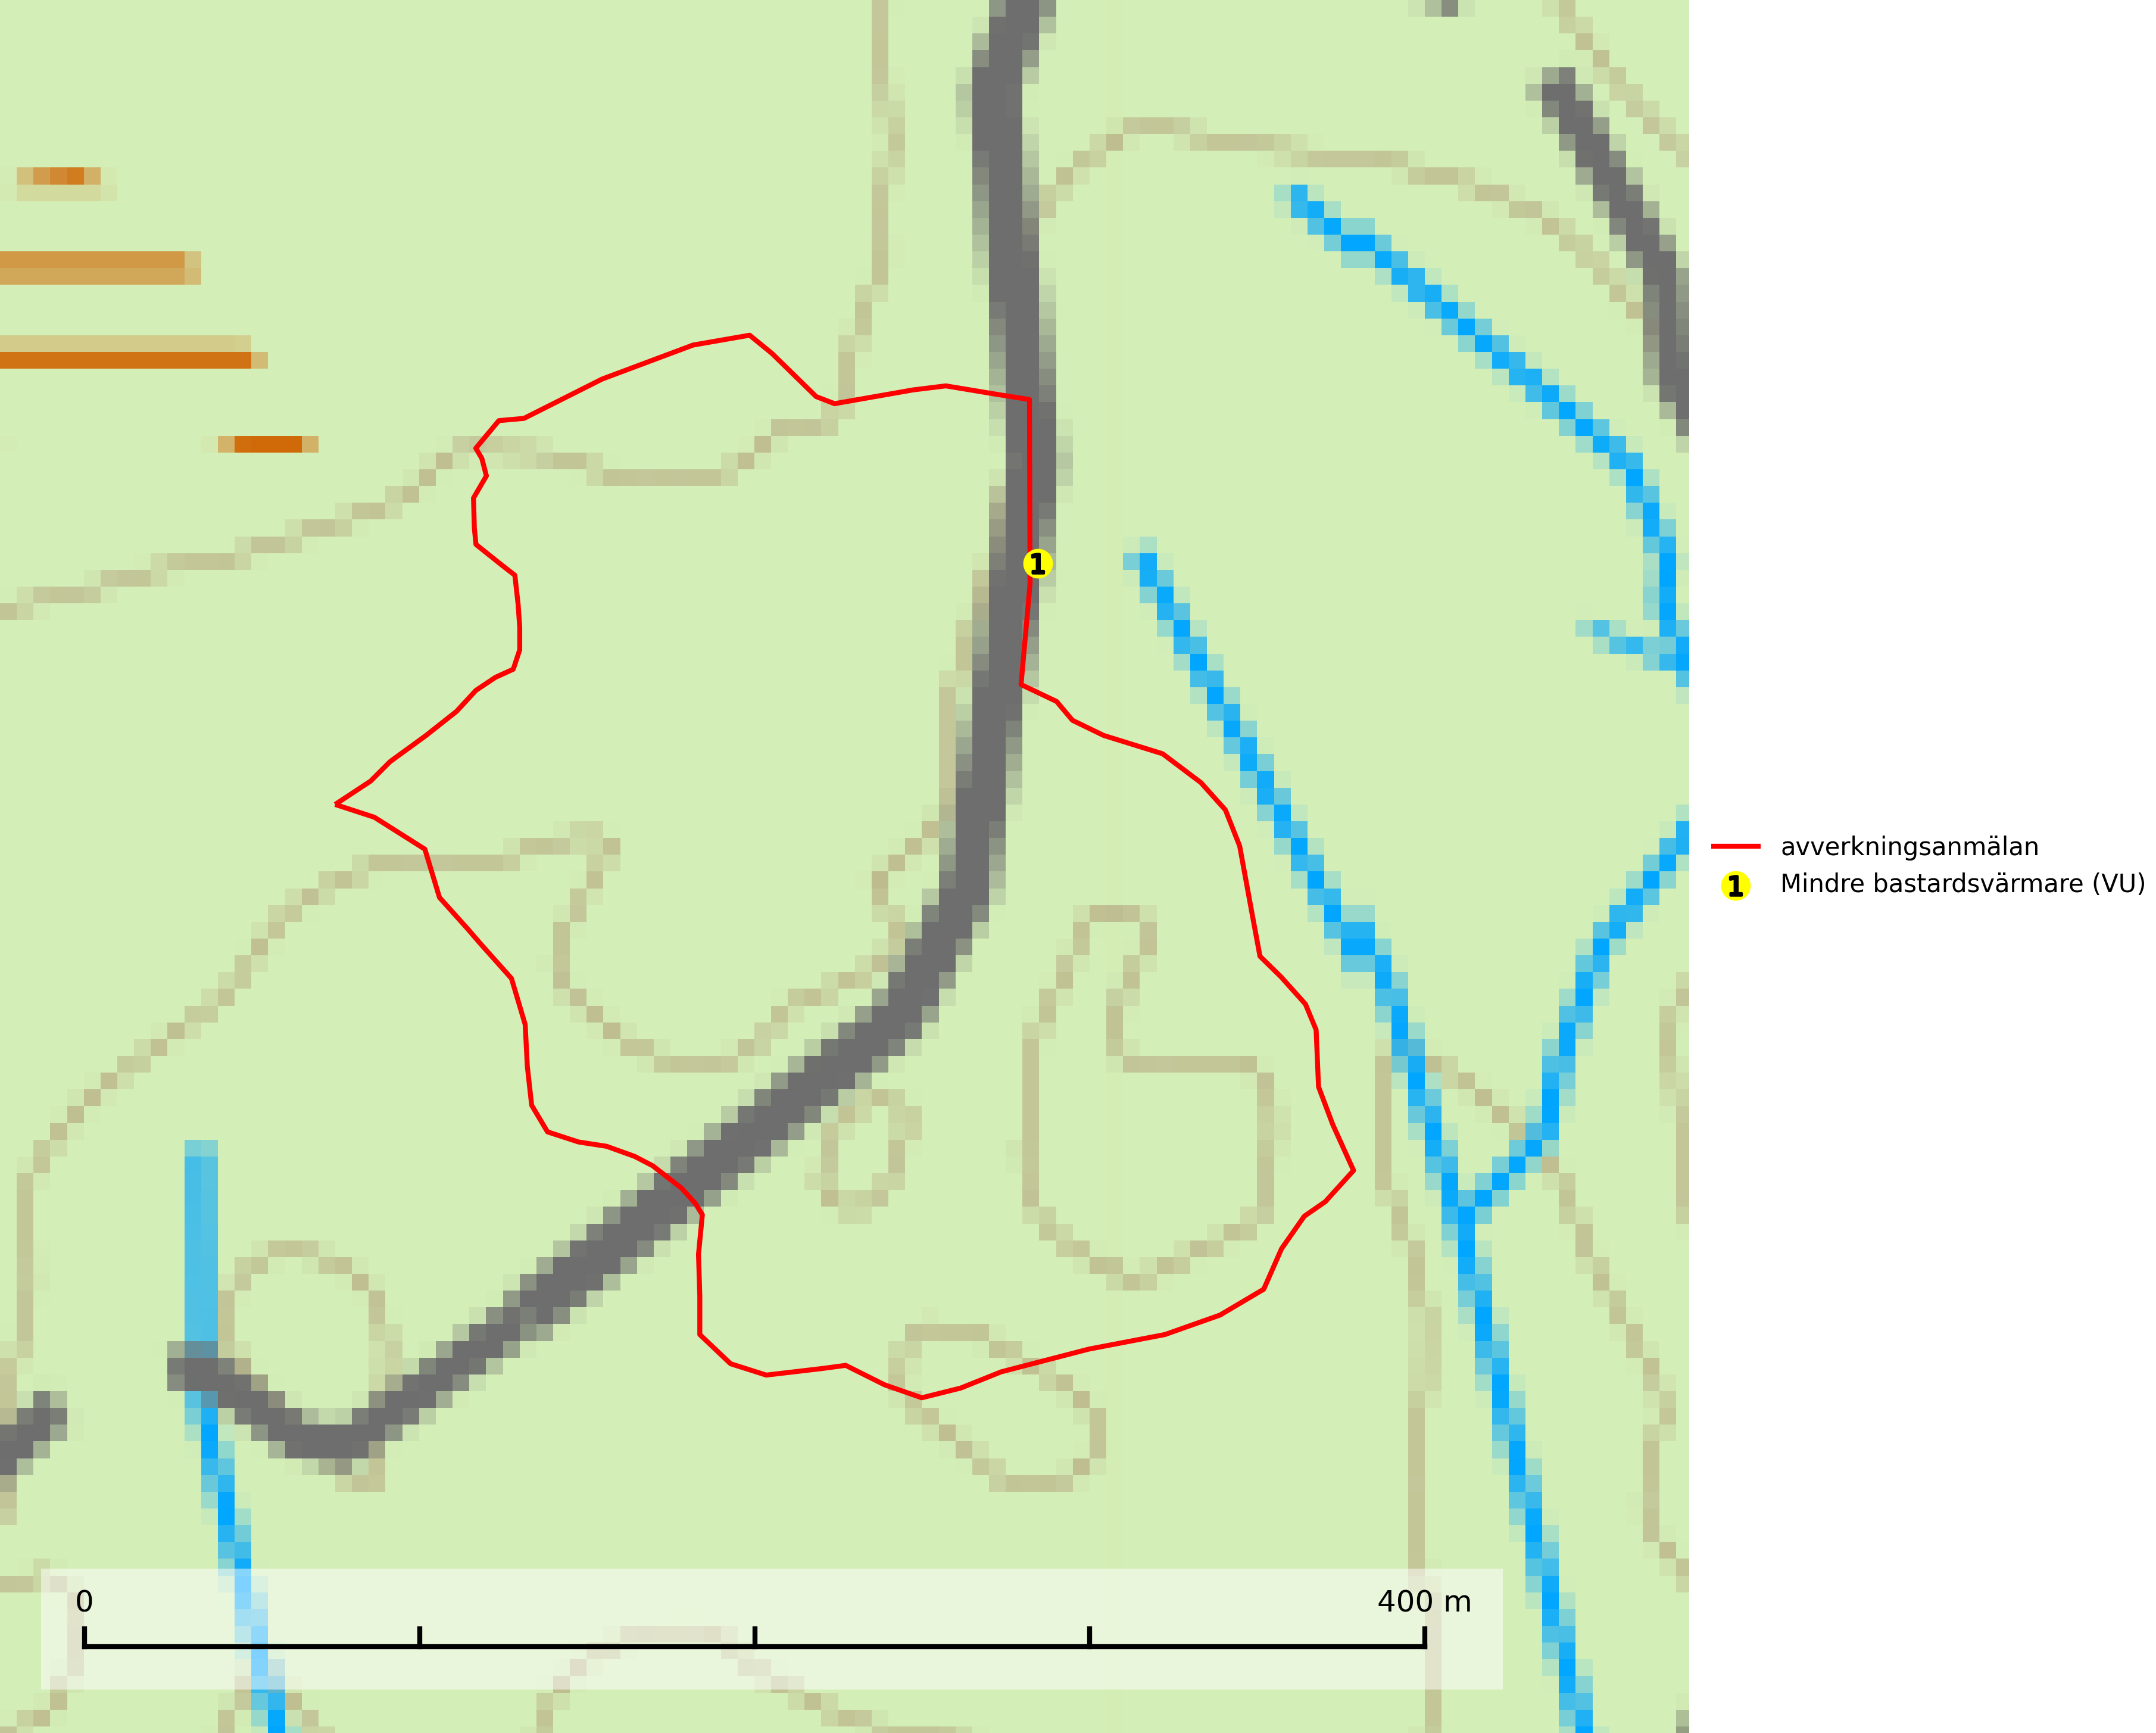 1
avverkningsanmälan
1 Mindre bastardsvärmare (VU)
0 400 m